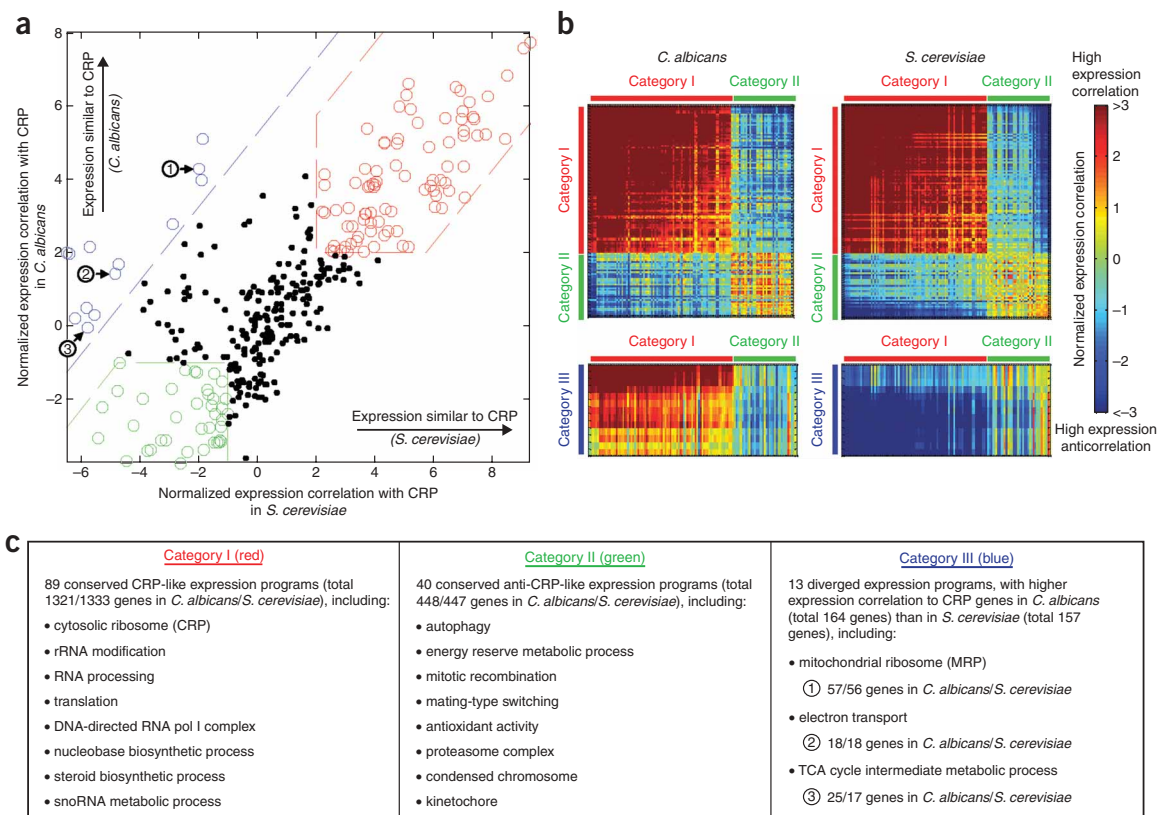 a
8
6
4
2
0
−2
−6
−4
−2
0
2
4
6
8
Normalized expression correlation with CRP
in C. albicans
Expression similar to CRP
(C. albicans)
1
2
3
Expression similar to CRP
(S. cerevisiae)
Normalized expression correlation with CRP
in S. cerevisiae
b
C. albicans
S. cerevisiae
Category I
Category II
Category I
Category II
Category I
Category II
Category I
Category II
Category I
Category II
Category I
Category II
Category III
Category III
High
expression
correlation
>3
2
1
0
−1
−2
<−3
Normalized expression correlation
High expression
anticorrelation
c
Category I (red)
89 conserved CRP-like expression programs (total
1321/1333 genes in C. albicans/S. cerevisiae), including:
• cytosolic ribosome (CRP)
• rRNA modification
• RNA processing
• translation
• DNA-directed RNA pol I complex
• nucleobase biosynthetic process
• steroid biosynthetic process
• snoRNA metabolic process
Category II (green)
40 conserved anti-CRP-like expression programs (total
448/447 genes in C. albicans/S. cerevisiae), including:
• autophagy
• energy reserve metabolic process
• mitotic recombination
• mating-type switching
• antioxidant activity
• proteasome complex
• condensed chromosome
• kinetochore
Category III (blue)
13 diverged expression programs, with higher
expression correlation to CRP genes in C. albicans
(total 164 genes) than in S. cerevisiae (total 157
genes), including:
• mitochondrial ribosome (MRP)
1 57/56 genes in C. albicans/S. cerevisiae
• electron transport
2 18/18 genes in C. albicans/S. cerevisiae
• TCA cycle intermediate metabolic process
3 25/17 genes in C. albicans/S. cerevisiae